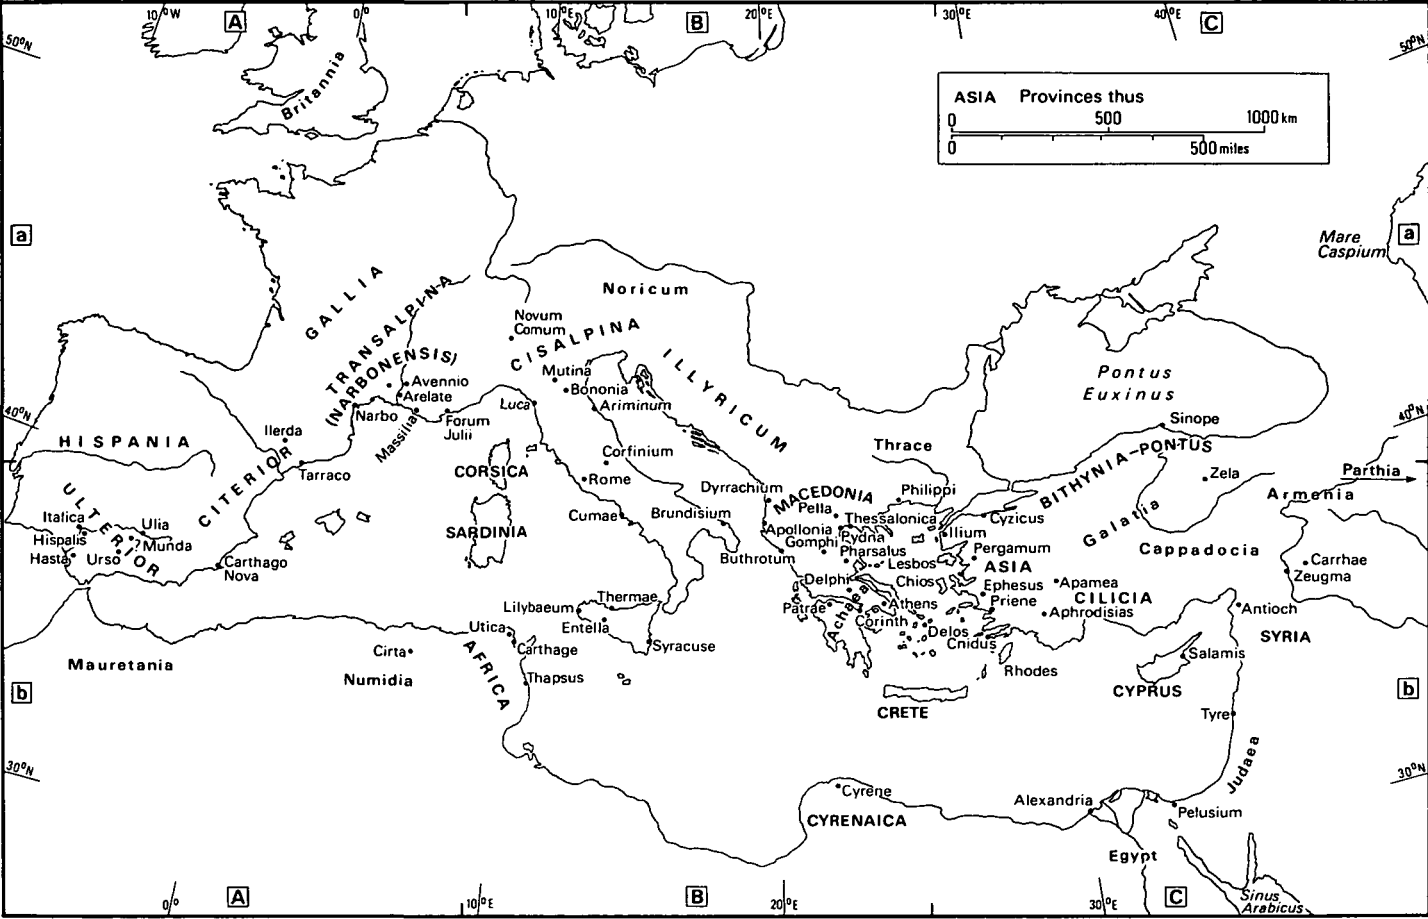 10°W
A
0°
10°E
B
20°E
30°E
40°E
C
50°N
50°N
Britannia
ASIA Provinces thus
0 500 1000 km
0 500 miles
a
a
Mare
Caspium
GALLIA
Noricum
TRANSALPINA
(NARBONENSIS)
Novum
Comum
CISALPINA
ILLYRICUM
Pontus
Euxinus
Mutina
Bononia
Ariminum
Avennio
Arelate
Luca
Narbo
Massilia
Forum
Julii
40°N
40°N
Sinope
HISPANIA
Ilerda
Thrace
BITHYNIA–PONTUS
CITERIOR
Tarraco
CORSICA
Corfinium
Rome
Zela
Parthia
ULTERIOR
Dyrrachium
MACEDONIA
Philippi
Galatia
Armenia
Italica
Ulia
SARDINIA
Cumae
Brundisium
Pella
Thessalonica
Cyzicus
Hispalis
Munda
?
Apollonia
Pydna
Ilium
Cappadocia
Hasta
Urso
Carthago
Nova
Buthrotum
Gomphi
Pharsalus
Lesbos
Pergamum
ASIA
Carrhae
Zeugma
Delphi
Chios
Ephesus
Apamea
CILICIA
Lilybaeum
Thermae
Patrae
Achaea
Athens
Priene
Aphrodisias
Antioch
Entella
Corinth
Delos
Cnidus
SYRIA
Utica
Carthage
Syracuse
Salamis
Mauretania
Cirta
AFRICA
Rhodes
Numidia
Thapsus
CYPRUS
b
b
CRETE
Tyre
Judaea
30°N
30°N
Cyrene
CYRENAICA
Alexandria
Pelusium
Egypt
Sinus
Arabicus
0°
A
10°E
B
20°E
30°E
C